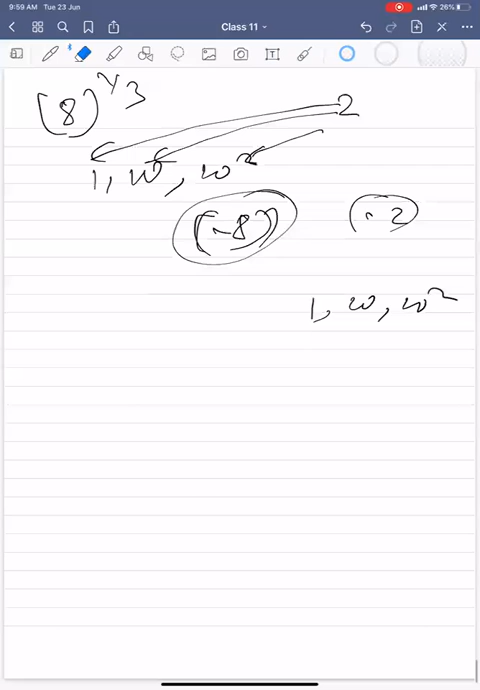 9:59 AM Tue 23 Jun 26%
Class 11
(8)^1/3
2
1, ω, ω²
(-8) (-2)
1, ω, ω²